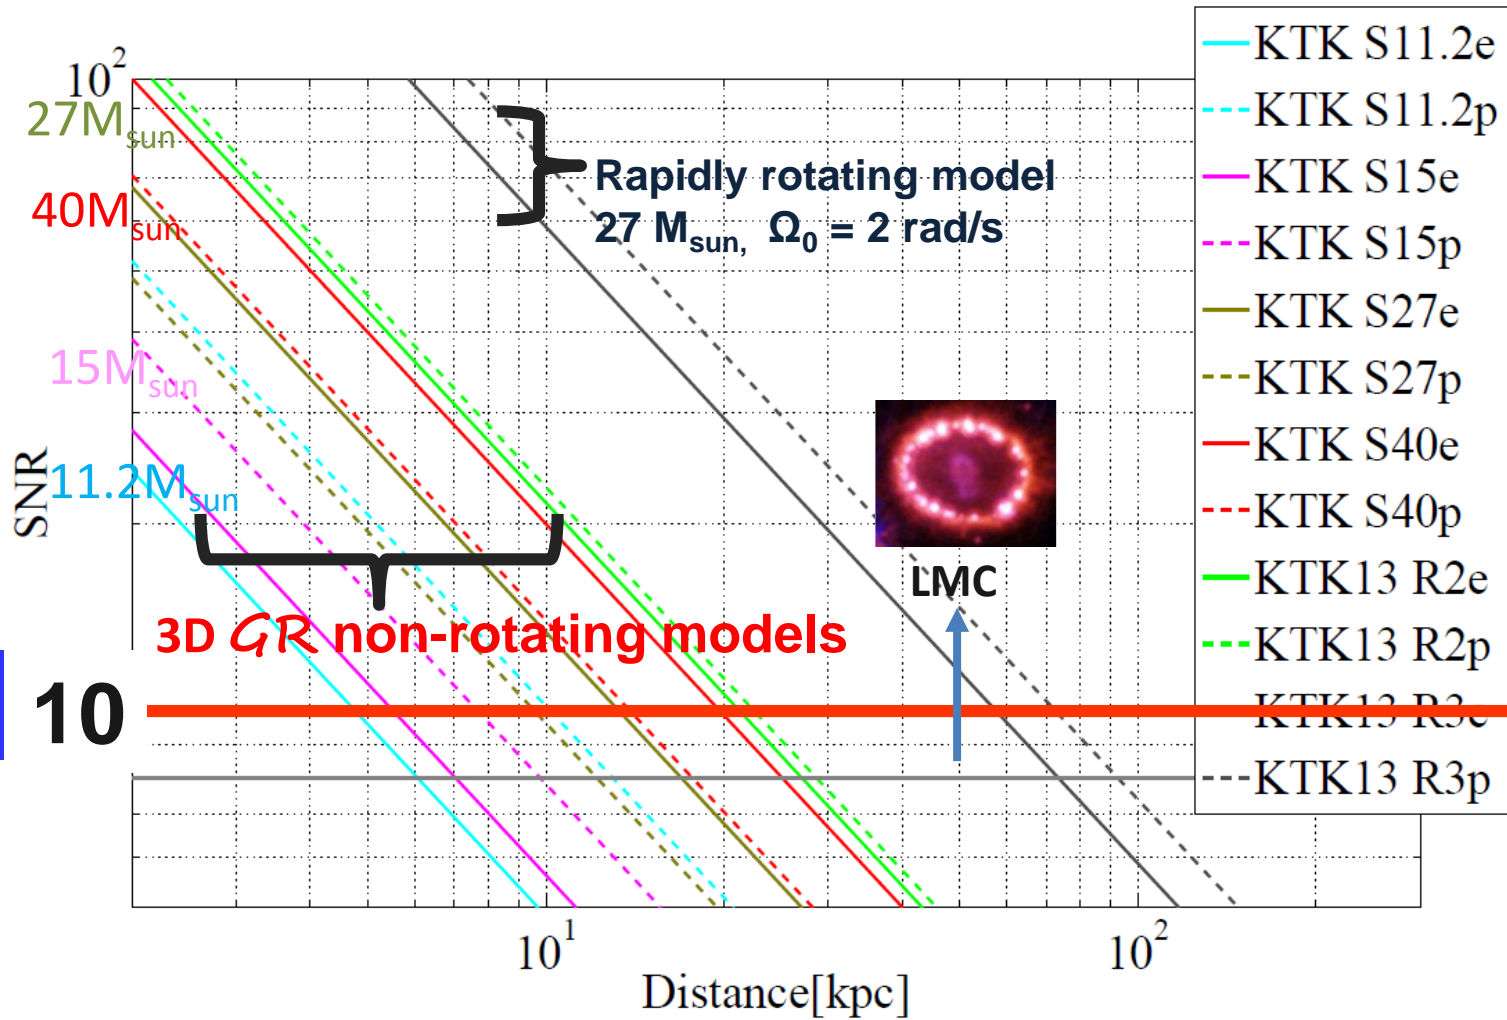 10²
27Msun
40Msun
15Msun
11.2Msun
SNR
10
Rapidly rotating model
27 Msun, Ω₀ = 2 rad/s
3D GR non-rotating models
LMC
10¹
10²
Distance[kpc]
KTK S11.2e
KTK S11.2p
KTK S15e
KTK S15p
KTK S27e
KTK S27p
KTK S40e
KTK S40p
KTK13 R2e
KTK13 R2p
KTK13 R3e
KTK13 R3p